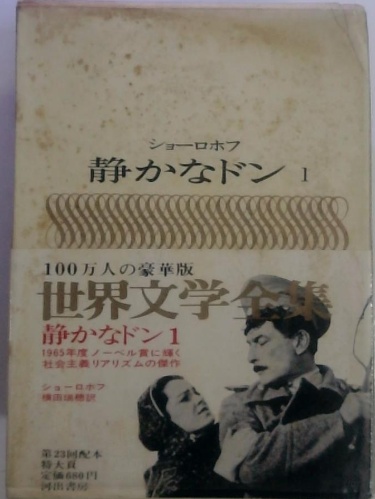 ショーロホフ
静かなドン 1
100万人の豪華版
世界文学全集
静かなドン 1
1965年度 ノーベル賞に輝く
社会主義リアリズムの傑作
ショーロホフ
横田瑞穂訳
第23回配本
特大頁
定価680円
河出書房